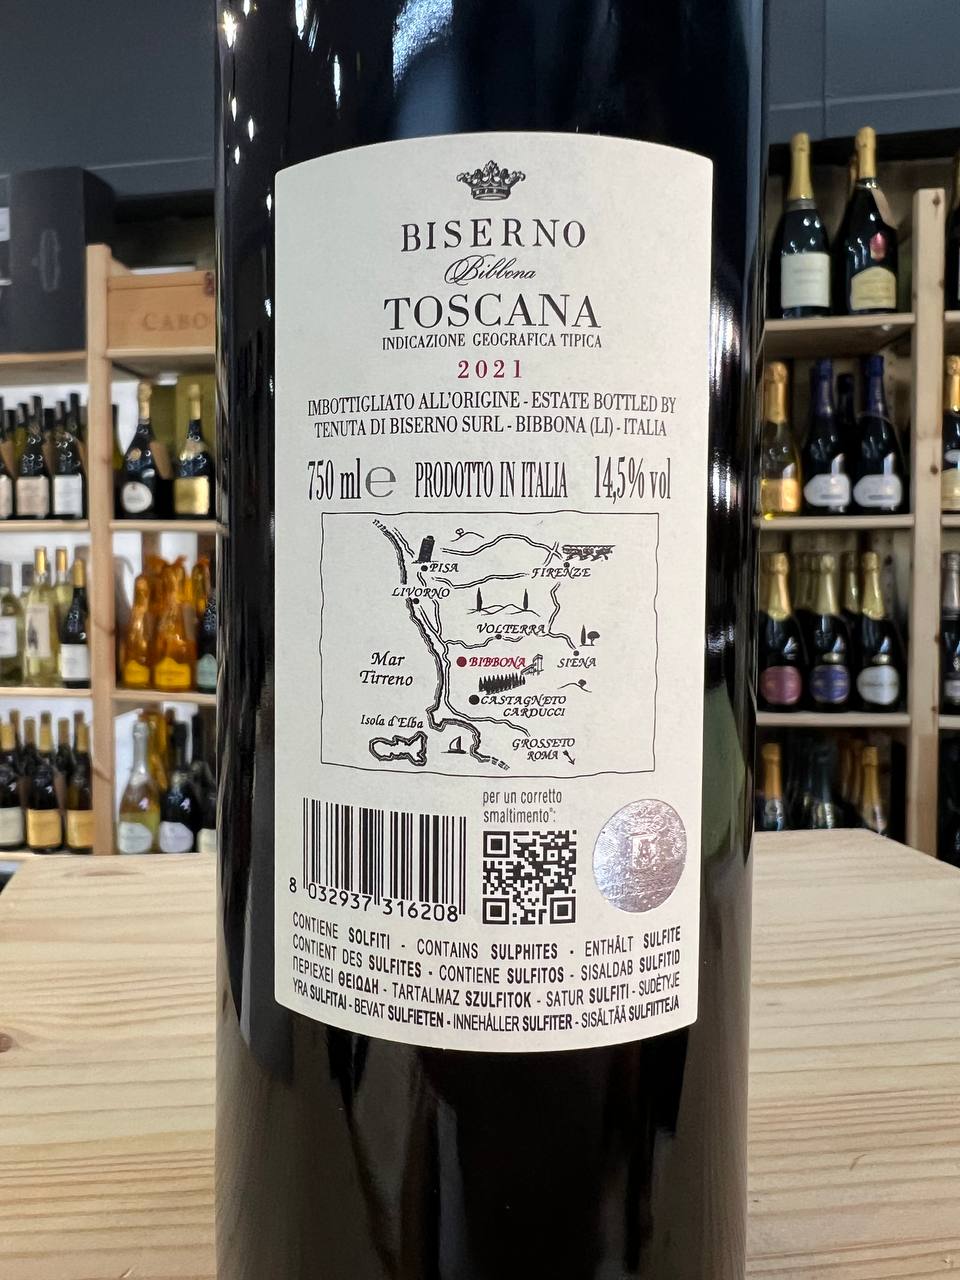 BISERNO
Bibbona
TOSCANA
INDICAZIONE GEOGRAFICA TIPICA
2021
IMBOTTIGLIATO ALL'ORIGINE - ESTATE BOTTLED BY
TENUTA DI BISERNO SURL - BIBBONA (LI) - ITALIA
750 ml e PRODOTTO IN ITALIA 14,5% vol
PISA
FIRENZE
LIVORNO
VOLTERRA
Mar
Tirreno
BIBBONA
SIENA
CASTAGNETO
CARDUCCI
Isola d'Elba
GROSSETO
ROMA
per un corretto
smaltimento*:
8 032937 316208
CONTIENE SOLFITI - CONTAINS SULPHITES - ENTHÄLT SULFITE
CONTIENT DES SULFITES - CONTIENE SULFITOS - SISALDAB SULFITID
ΠΕΡΙΕΧΕΙ ΘΕΙΩΔΗ - TARTALMAZ SZULFITOK - SATUR SULFITI - SUDĖTYJE
YRA SULFITAI - BEVAT SULFIETEN - INNEHÅLLER SULFITER - SISÄLTÄÄ SULFIITTEJA
CABO